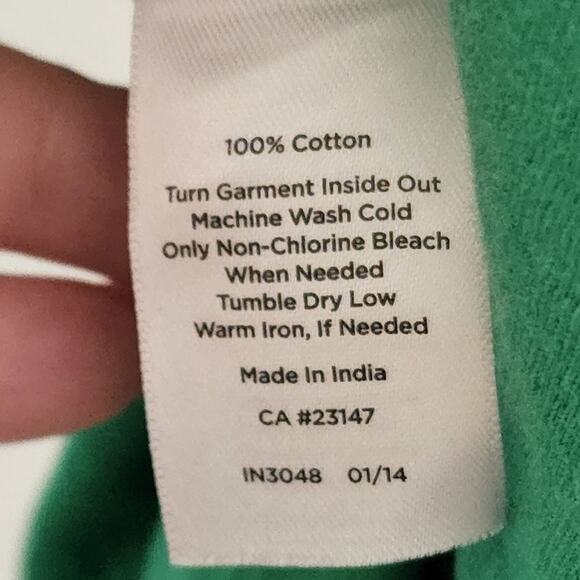 100% Cotton
Turn Garment Inside Out
Machine Wash Cold
Only Non-Chlorine Bleach
When Needed
Tumble Dry Low
Warm Iron, If Needed
Made In India
CA #23147
IN3048 01/14